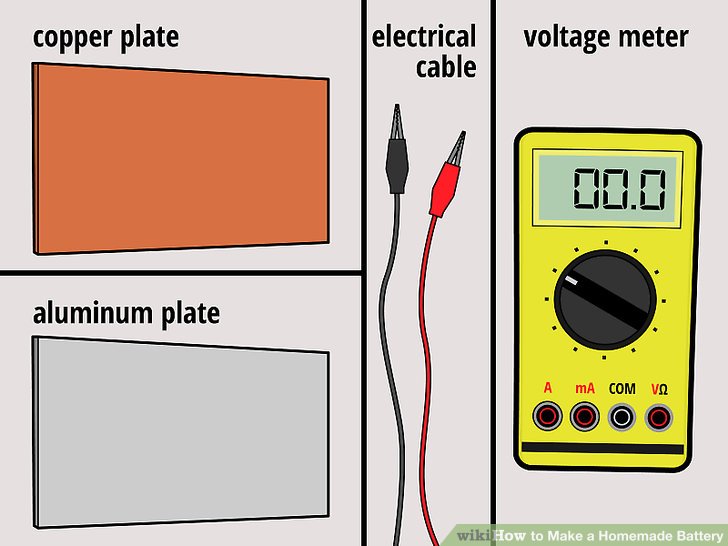 copper plate
aluminum plate
electrical
cable
voltage meter
00.0
A mA COM VΩ
wikiHow to Make a Homemade Battery